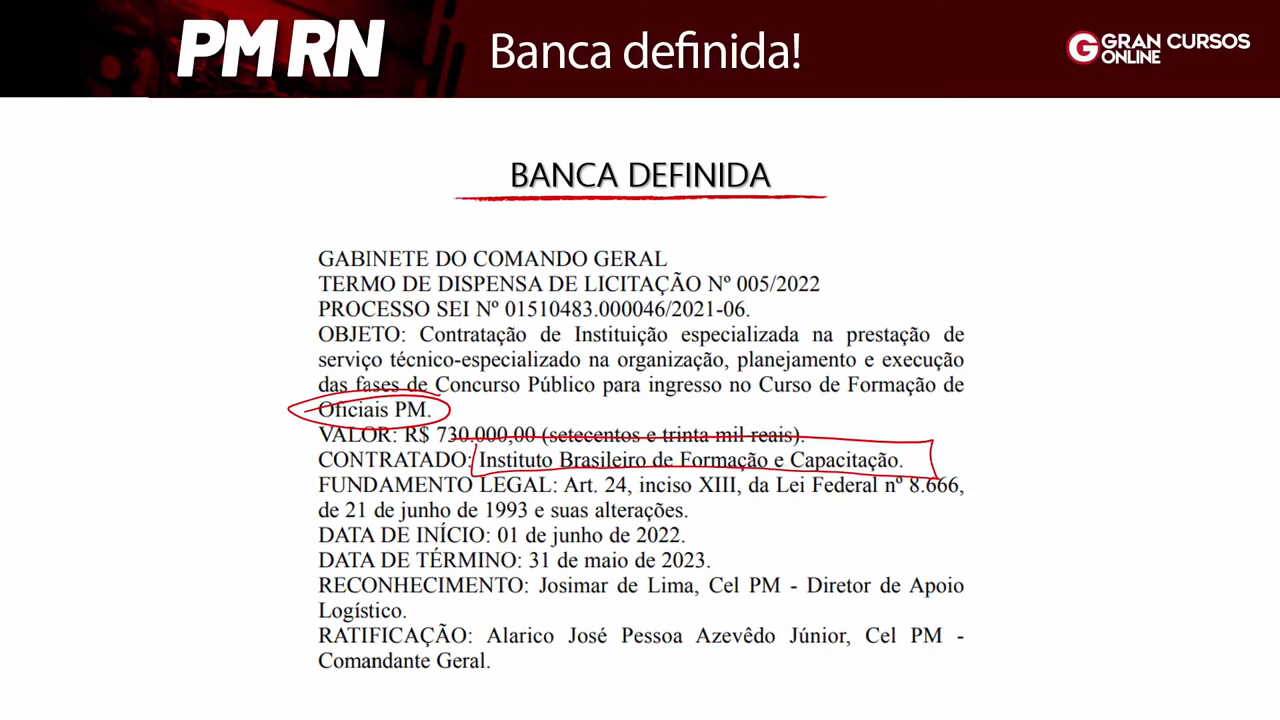 PM RN
Banca definida!
GRAN CURSOS
ONLINE
BANCA DEFINIDA
GABINETE DO COMANDO GERAL
TERMO DE DISPENSA DE LICITAÇÃO Nº 005/2022
PROCESSO SEI Nº 01510483.000046/2021-06.
OBJETO: Contratação de Instituição especializada na prestação de
serviço técnico-especializado na organização, planejamento e execução
das fases de Concurso Público para ingresso no Curso de Formação de
Oficiais PM.
VALOR: R$ 730.000,00 (setecentos e trinta mil reais).
CONTRATADO: Instituto Brasileiro de Formação e Capacitação.
FUNDAMENTO LEGAL: Art. 24, inciso XIII, da Lei Federal nº 8.666,
de 21 de junho de 1993 e suas alterações.
DATA DE INÍCIO: 01 de junho de 2022.
DATA DE TÉRMINO: 31 de maio de 2023.
RECONHECIMENTO: Josimar de Lima, Cel PM - Diretor de Apoio
Logístico.
RATIFICAÇÃO: Alarico José Pessoa Azevêdo Júnior, Cel PM -
Comandante Geral.